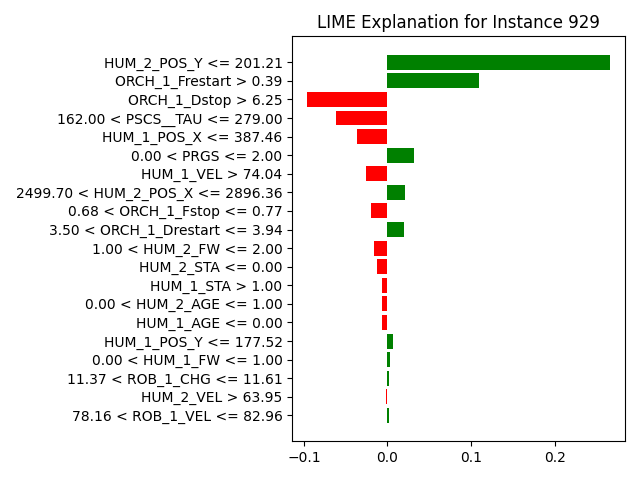 LIME Explanation for Instance 929
HUM_2_POS_Y <= 201.21
ORCH_1_Frestart > 0.39
ORCH_1_Dstop > 6.25
162.00 < PSCS__TAU <= 279.00
HUM_1_POS_X <= 387.46
0.00 < PRGS <= 2.00
HUM_1_VEL > 74.04
2499.70 < HUM_2_POS_X <= 2896.36
0.68 < ORCH_1_Fstop <= 0.77
3.50 < ORCH_1_Drestart <= 3.94
1.00 < HUM_2_FW <= 2.00
HUM_2_STA <= 0.00
HUM_1_STA > 1.00
0.00 < HUM_2_AGE <= 1.00
HUM_1_AGE <= 0.00
HUM_1_POS_Y <= 177.52
0.00 < HUM_1_FW <= 1.00
11.37 < ROB_1_CHG <= 11.61
HUM_2_VEL > 63.95
78.16 < ROB_1_VEL <= 82.96
−0.1 0.0 0.1 0.2